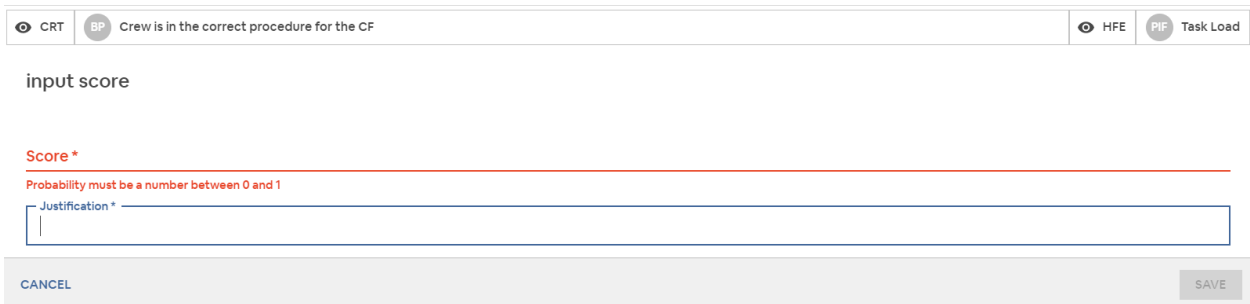 CRT BP Crew is in the correct procedure for the CF HFE PIF Task Load
input score
Score *
Probability must be a number between 0 and 1
Justification *
CANCEL SAVE